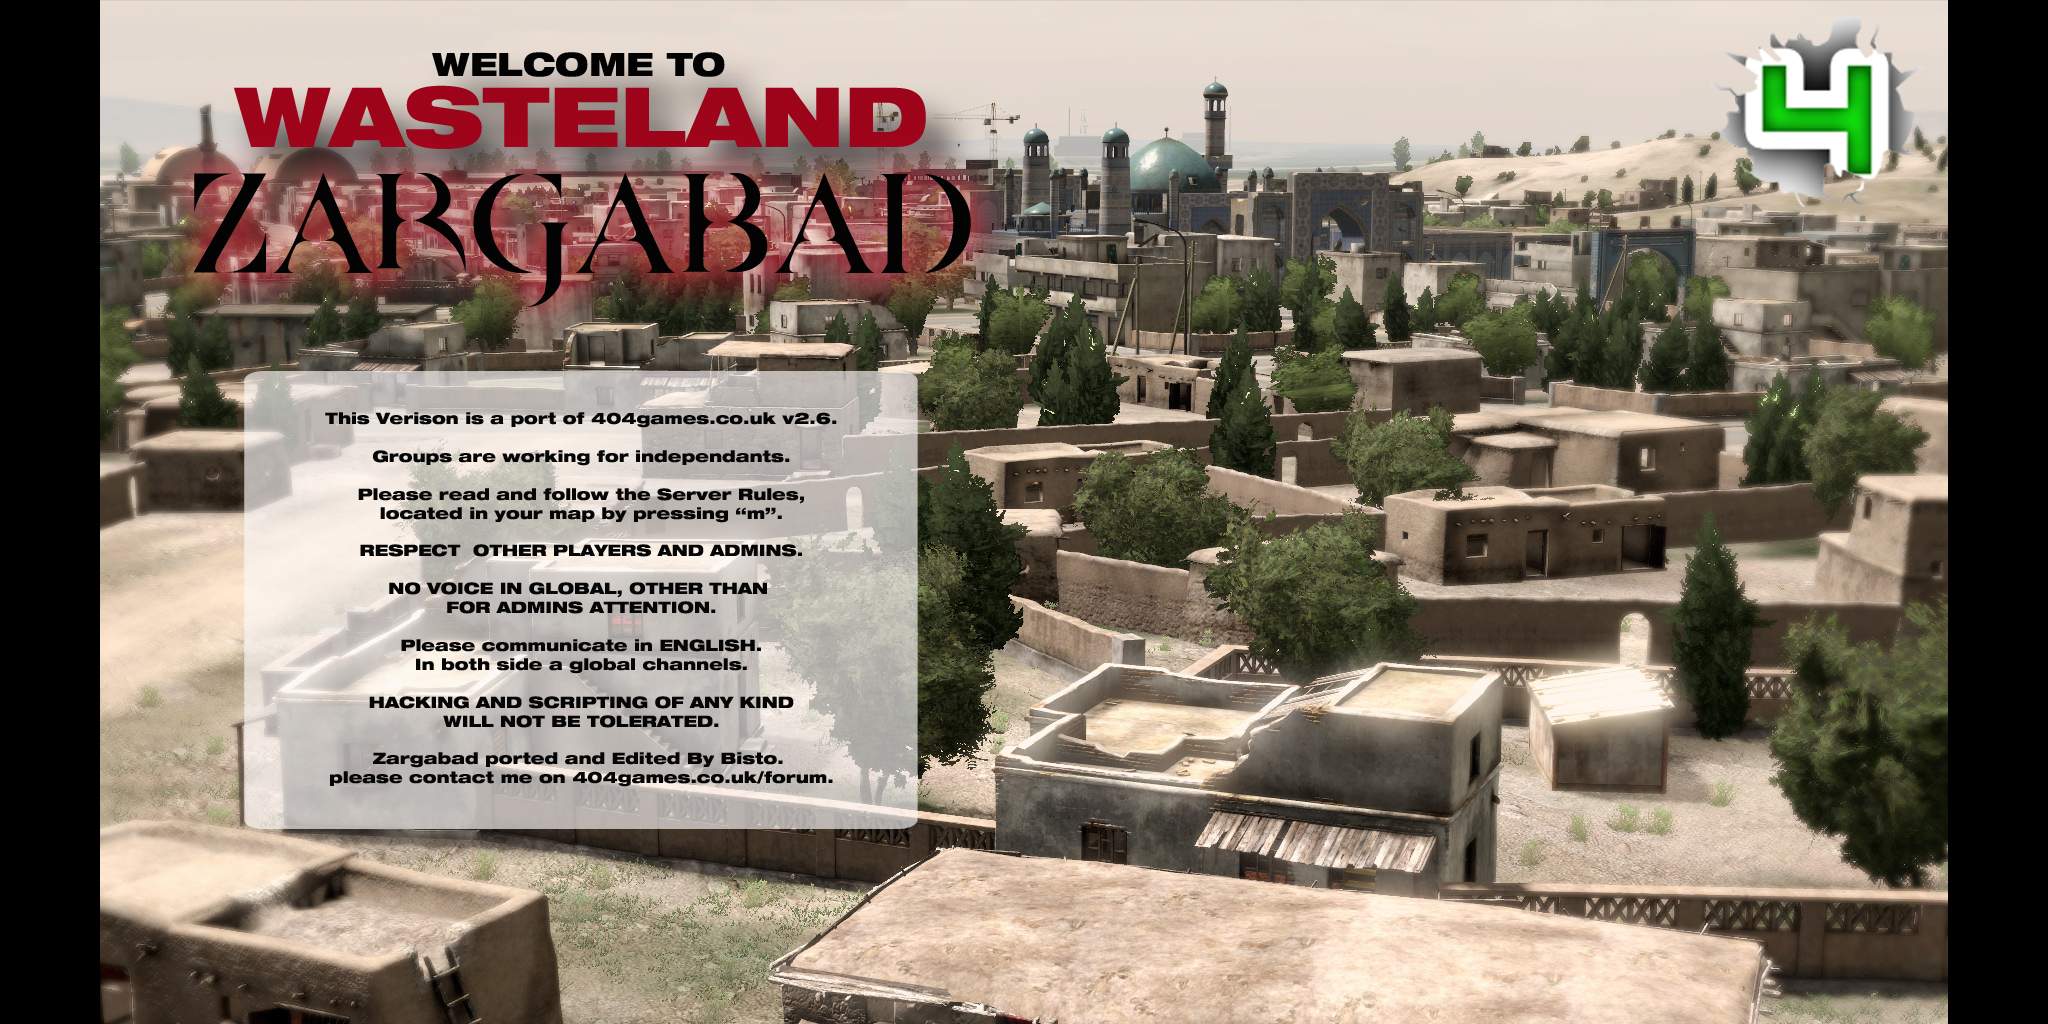 WELCOME TO
WASTELAND
ZARGABAD
4
This Verison is a port of 404games.co.uk v2.6.
Groups are working for independants.
Please read and follow the Server Rules,
located in your map by pressing “m”.
RESPECT  OTHER PLAYERS AND ADMINS.
NO VOICE IN GLOBAL, OTHER THAN
FOR ADMINS ATTENTION.
Please communicate in ENGLISH.
In both side a global channels.
HACKING AND SCRIPTING OF ANY KIND
WILL NOT BE TOLERATED.
Zargabad ported and Edited By Bisto.
please contact me on 404games.co.uk/forum.